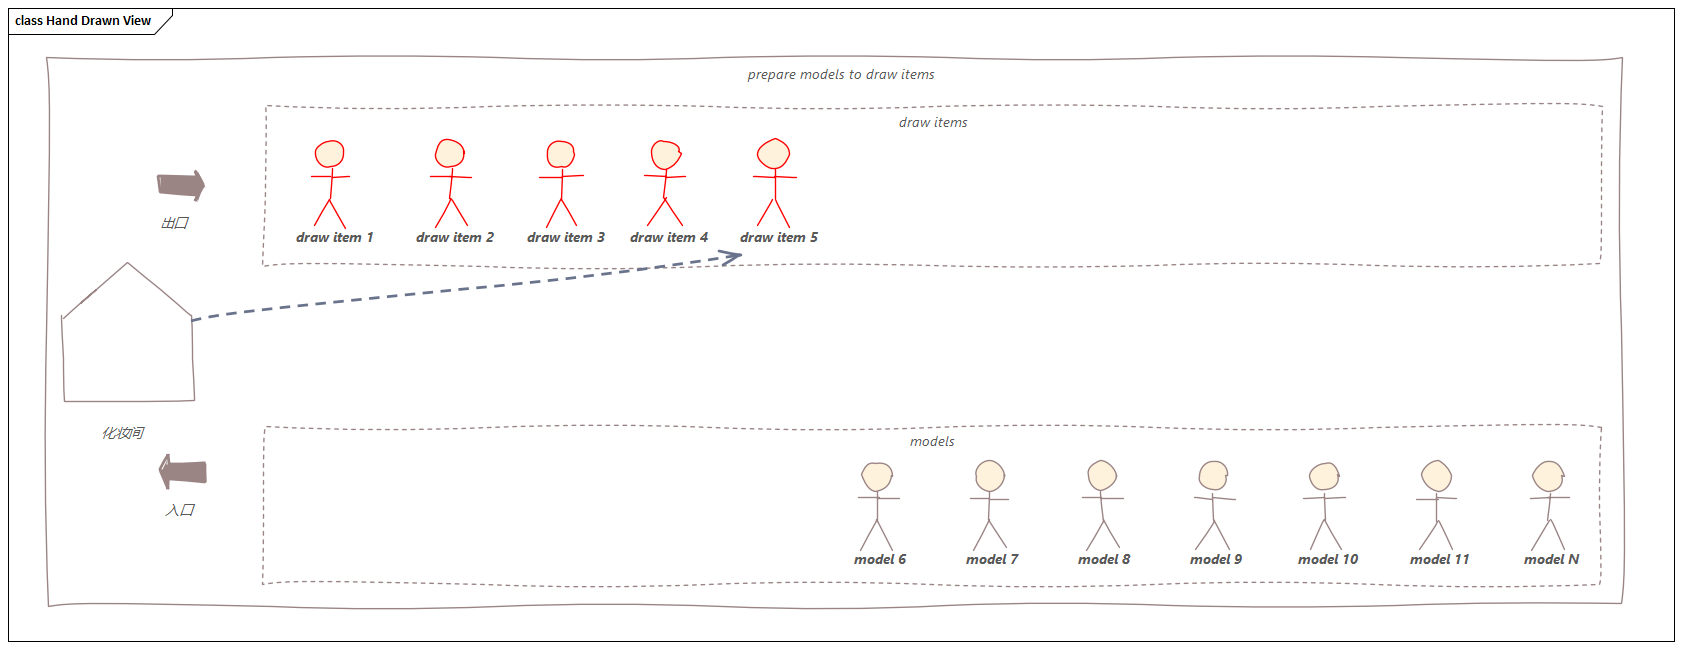 class Hand Drawn View
prepare models to draw items
draw items
draw item 1
draw item 2
draw item 3
draw item 4
draw item 5
出口
化妆间
入口
models
model 6
model 7
model 8
model 9
model 10
model 11
model N